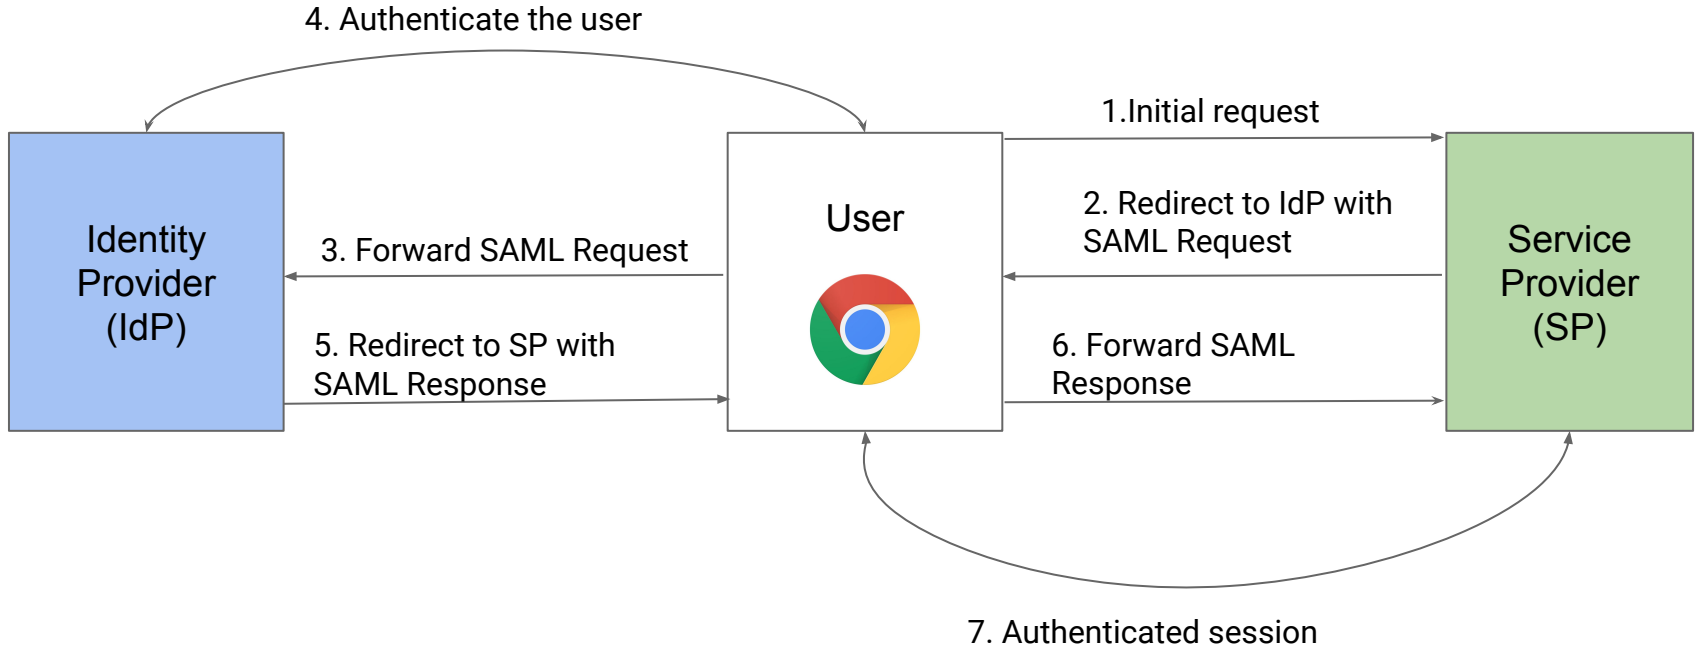 4. Authenticate the user
1.Initial request
2. Redirect to IdP with
SAML Request
User
3. Forward SAML Request
Identity
Provider
(IdP)
Service
Provider
(SP)
5. Redirect to SP with
SAML Response
6. Forward SAML
Response
7. Authenticated session